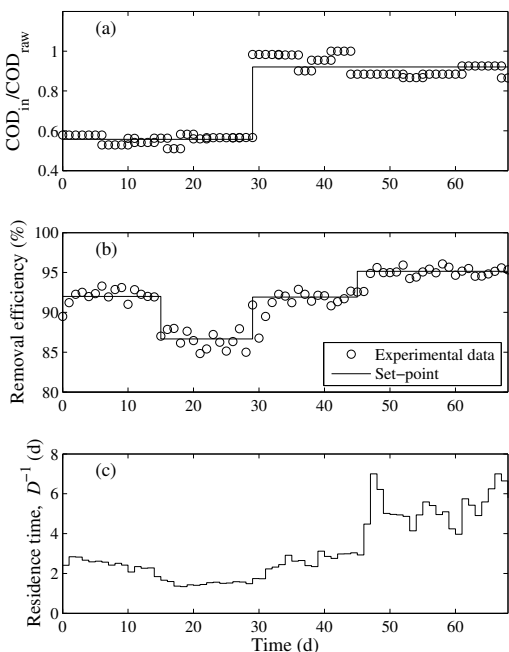 (a)
COD_in/COD_raw
1
0.8
0.6
0.4
0 10 20 30 40 50 60
(b)
Removal efficiency (%)
100
95
90
85
80
Experimental data
Set−point
0 10 20 30 40 50 60
(c)
Residence time, D^−1 (d)
8
6
4
2
0
0 10 20 30 40 50 60
Time (d)